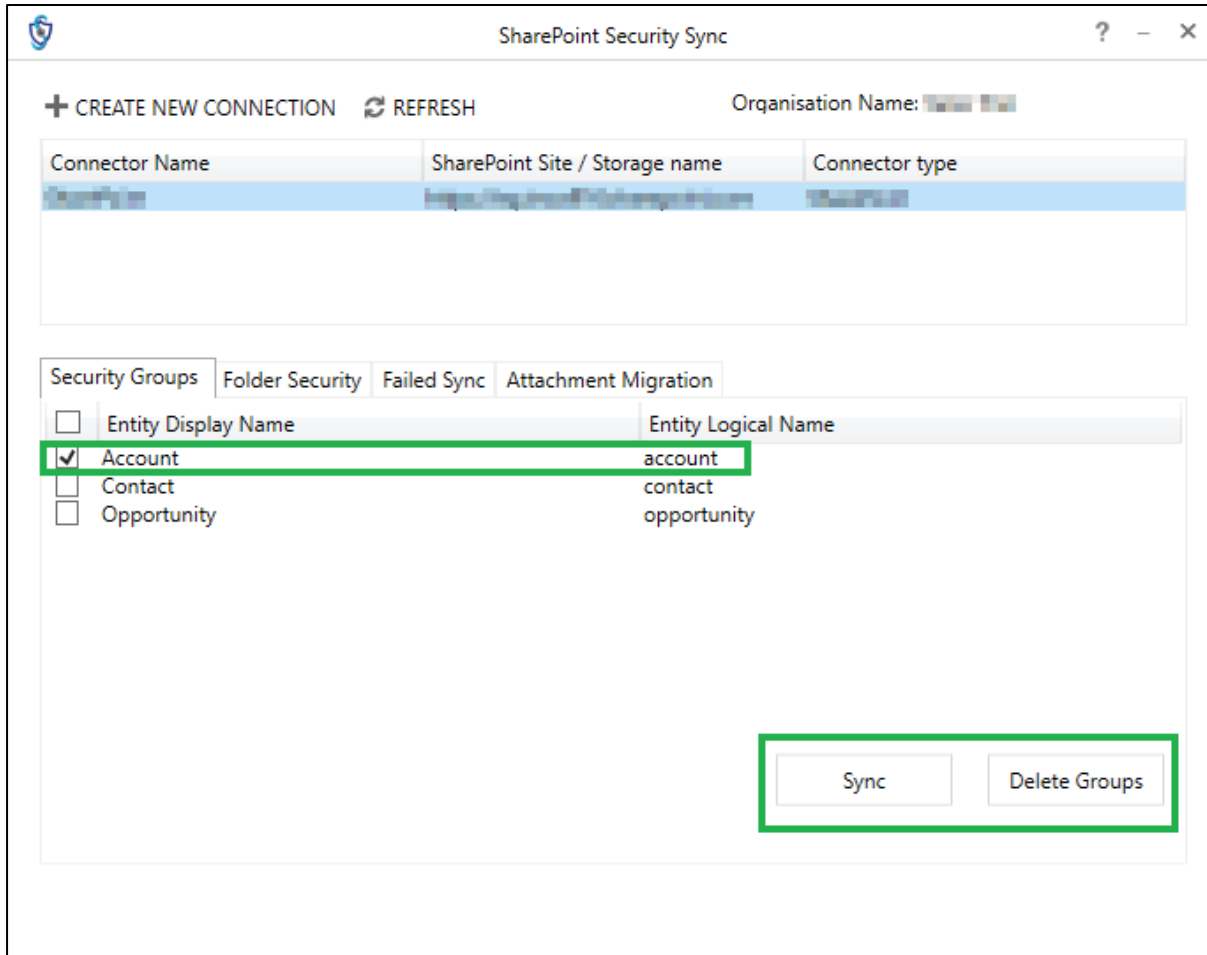 SharePoint Security Sync ? – ×
CREATE NEW CONNECTION REFRESH Organisation Name:
Connector Name SharePoint Site / Storage name Connector type
Security Groups Folder Security Failed Sync Attachment Migration
Entity Display Name Entity Logical Name
Account account
Contact contact
Opportunity opportunity
Sync Delete Groups